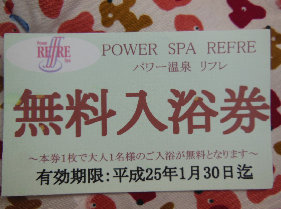 Power
REFRE
Spa
POWER SPA REFRE
パワー温泉 リフレ
無料入浴券
～本券1枚で大人1名様のご入浴が無料となります～
有効期限:平成25年1月30日迄